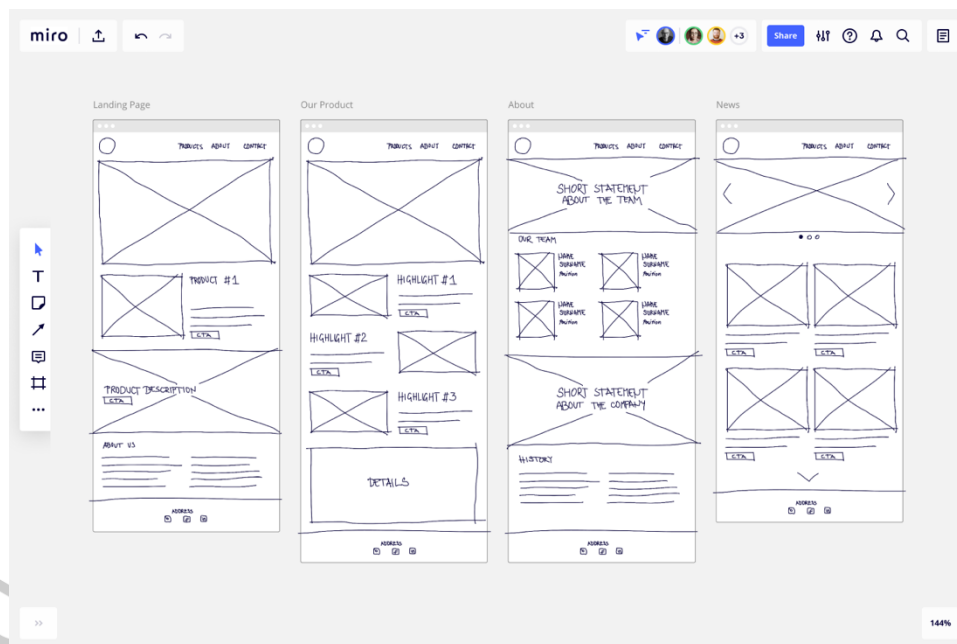 miro
+3
Share
Landing Page
Our Product
About
News
PRODUCTS ABOUT CONTACT
PRODUCT #1
CTA
PRODUCT DESCRIPTION
CTA
ABOUT US
ADDRESS
PRODUCTS ABOUT CONTACT
HIGHLIGHT #1
CTA
HIGHLIGHT #2
CTA
HIGHLIGHT #3
CTA
DETAILS
ADDRESS
PRODUCTS ABOUT CONTACT
SHORT STATEMENT
ABOUT THE TEAM
OUR TEAM
NAME
SURNAME
Position
NAME
SURNAME
Position
NAME
SURNAME
Position
NAME
SURNAME
Position
SHORT STATEMENT
ABOUT THE COMPANY
HISTORY
ADDRESS
PRODUCTS ABOUT CONTACT
CTA
CTA
CTA
CTA
ADDRESS
144%